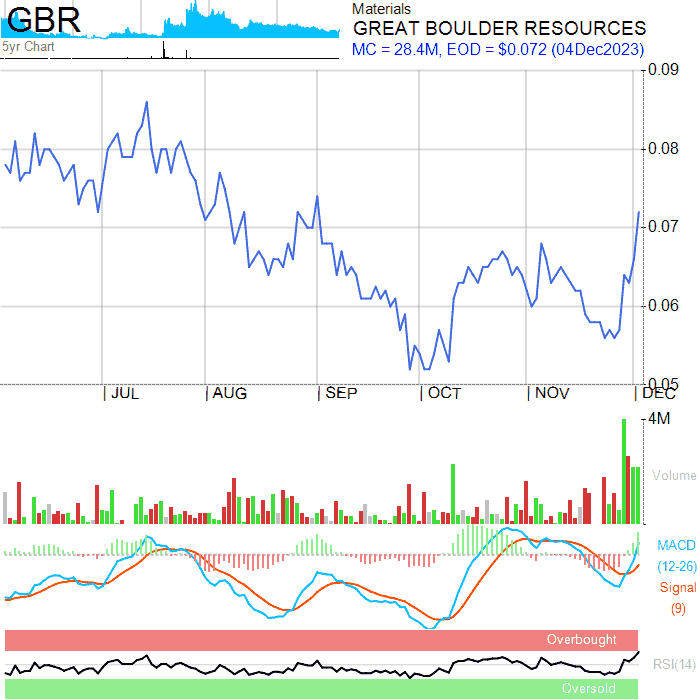 GBR
5yr Chart
Materials
GREAT BOULDER RESOURCES
MC = 28.4M, EOD = $0.072 (04Dec2023)
0.09
0.08
0.07
0.06
0.05
JUL AUG SEP OCT NOV DEC
4M
Volume
MACD
(12-26)
Signal
(9)
Overbought
RSI(14)
Oversold